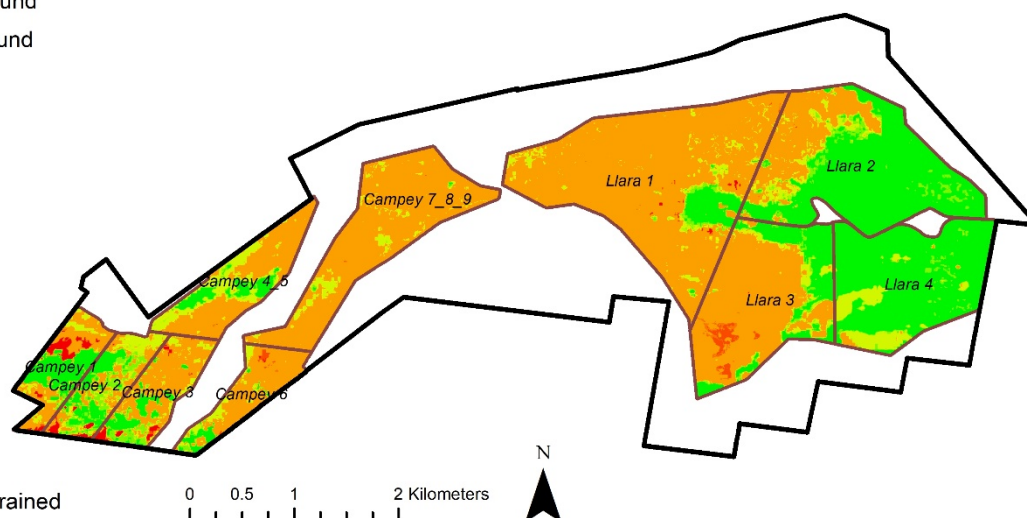 und
und
Llara 2
Llara 1
Campey 7_8_9
Campey 4_5
Llara 4
Llara 3
Campey 1
Campey 2
Campey 3
Campey 6
N
rained
0 0.5 1 2 Kilometers